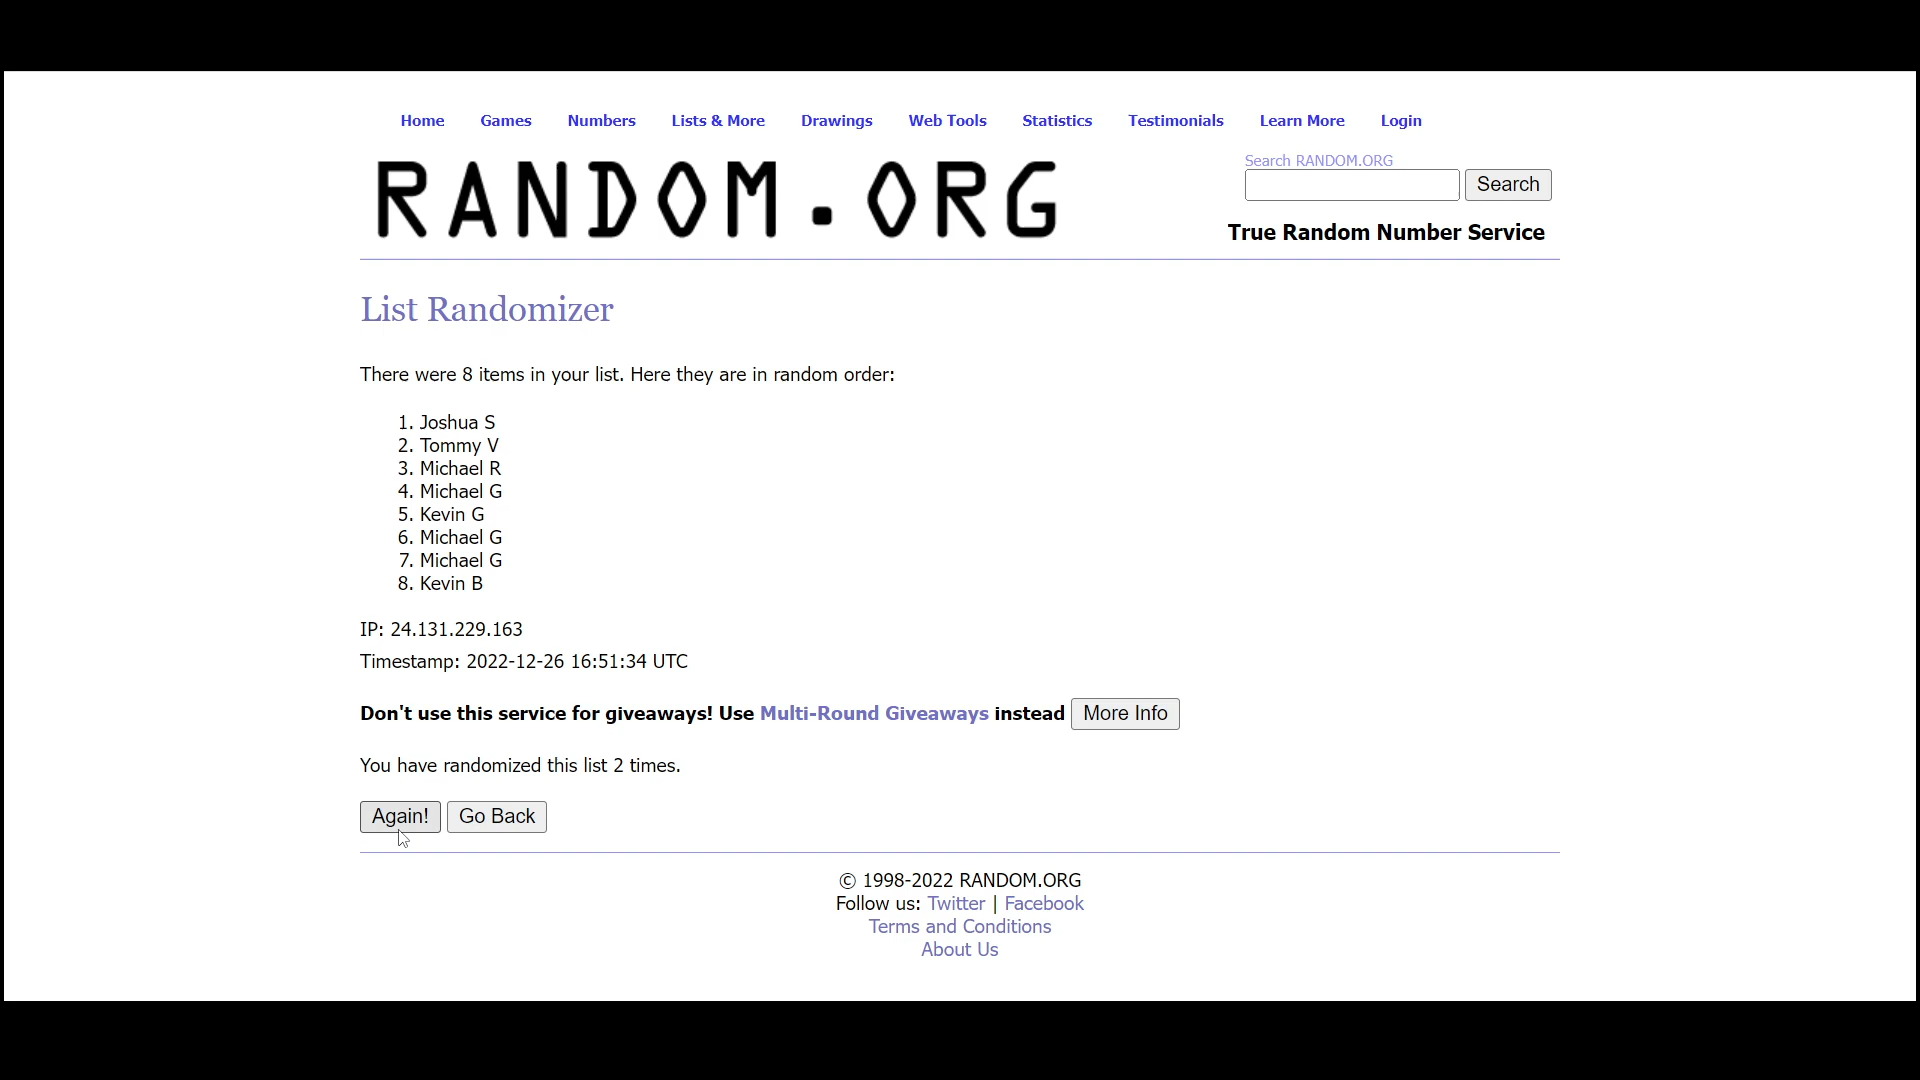 Home Games Numbers Lists & More Drawings Web Tools Statistics Testimonials Learn More Login
RANDOM.ORG
Search RANDOM.ORG
Search
True Random Number Service
List Randomizer
There were 8 items in your list. Here they are in random order:
1. Joshua S
2. Tommy V
3. Michael R
4. Michael G
5. Kevin G
6. Michael G
7. Michael G
8. Kevin B
IP: 24.131.229.163
Timestamp: 2022-12-26 16:51:34 UTC
Don't use this service for giveaways! Use Multi-Round Giveaways instead More Info
You have randomized this list 2 times.
Again! Go Back
© 1998-2022 RANDOM.ORG
Follow us: Twitter | Facebook
Terms and Conditions
About Us